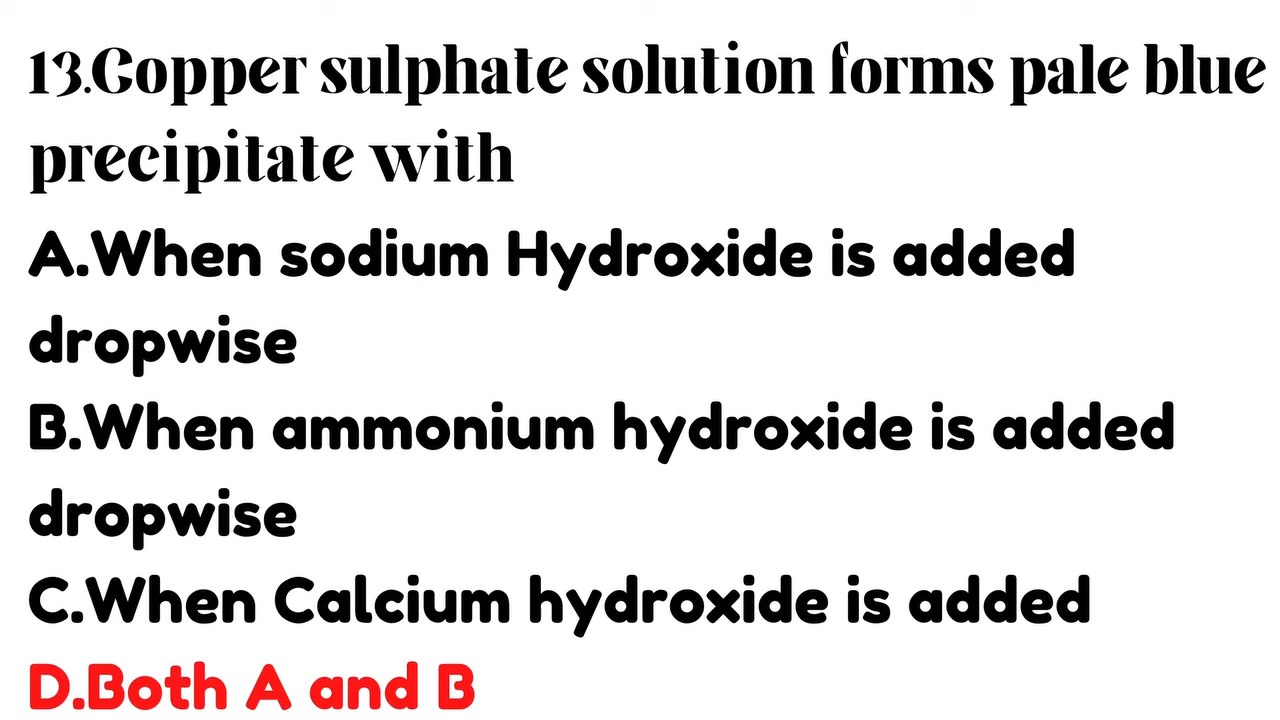 13.Copper sulphate solution forms pale blue
precipitate with
A.When sodium Hydroxide is added
dropwise
B.When ammonium hydroxide is added
dropwise
C.When Calcium hydroxide is added
D.Both A and B